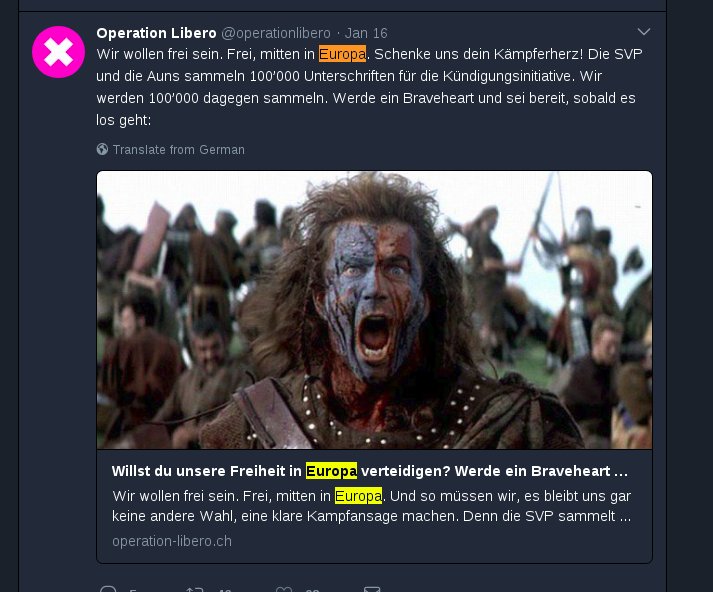 Operation Libero @operationlibero · Jan 16
Wir wollen frei sein. Frei, mitten in Europa. Schenke uns dein Kämpferherz! Die SVP
und die Auns sammeln 100’000 Unterschriften für die Kündigungsinitiative. Wir
werden 100’000 dagegen sammeln. Werde ein Braveheart und sei bereit, sobald es
los geht:
Translate from German
Willst du unsere Freiheit in Europa verteidigen? Werde ein Braveheart ...
Wir wollen frei sein. Frei, mitten in Europa. Und so müssen wir, es bleibt uns gar
keine andere Wahl, eine klare Kampfansage machen. Denn die SVP sammelt ...
operation-libero.ch